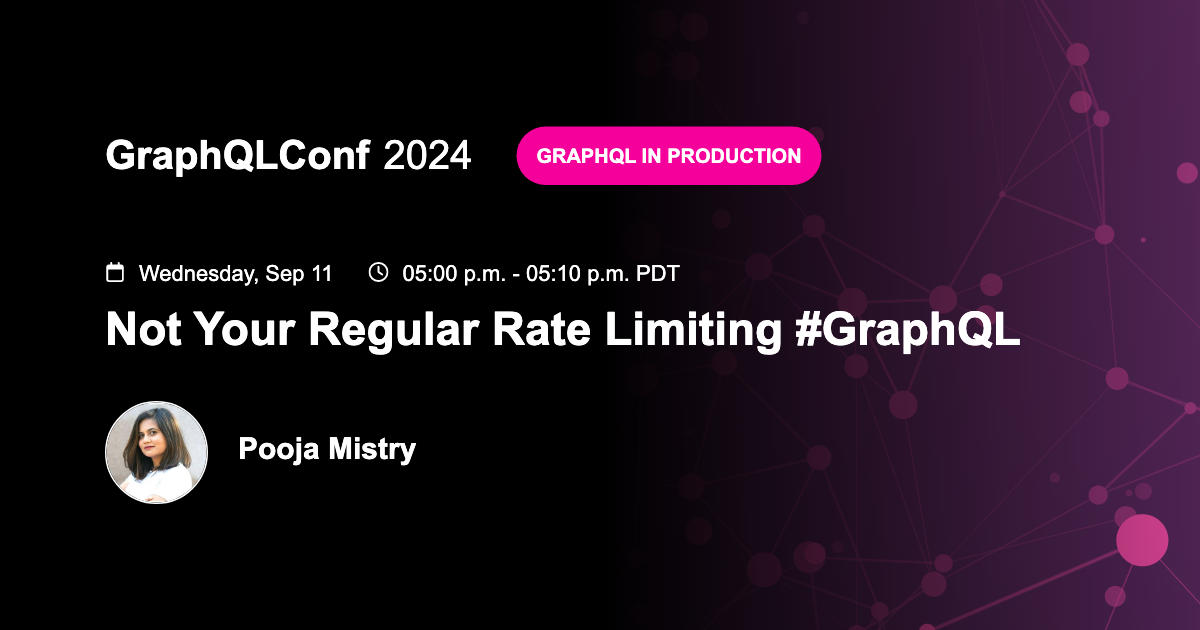 GraphQLConf 2024
GRAPHQL IN PRODUCTION
Wednesday, Sep 11
05:00 p.m. - 05:10 p.m. PDT
Not Your Regular Rate Limiting #GraphQL
Pooja Mistry